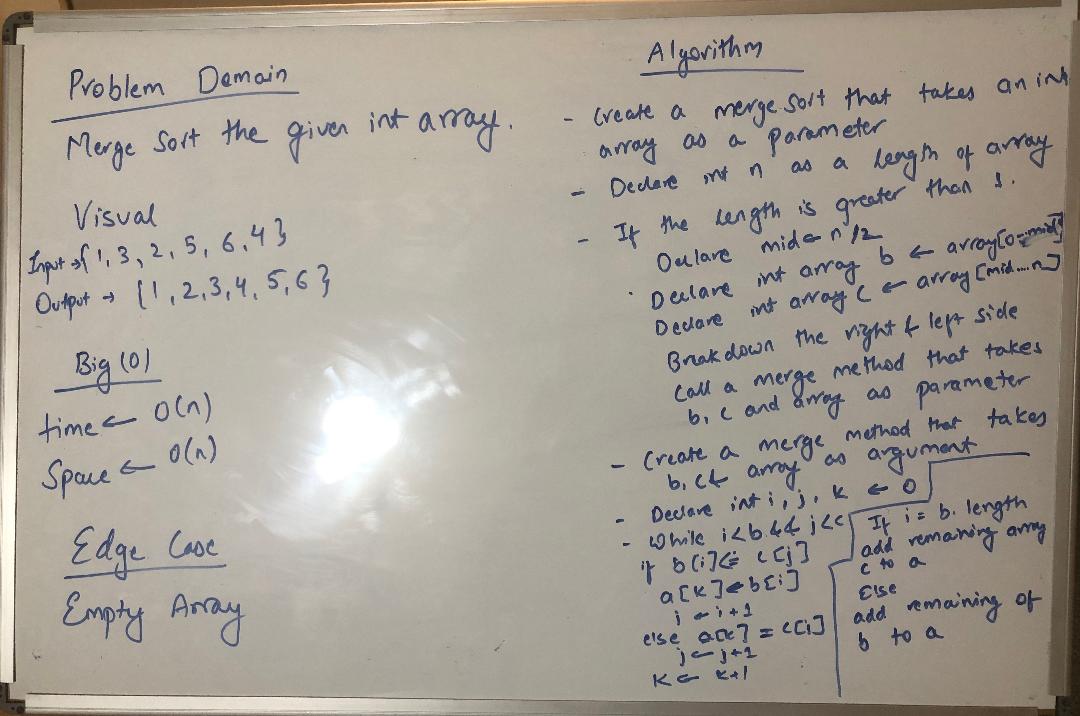 Problem Domain
Merge Sort the given int array.
Visual
Input → { 1, 3, 2, 5, 6, 4 }
Output → { 1, 2, 3, 4, 5, 6 }
Big (O)
time ← O(n)
Space ← O(n)
Edge Case
Empty Array
Algorithm
- Create a merge sort that takes an int
array as a parameter
- Declare int n as a length of array
- If the length is greater than 1.
Declare mid ← n/2
Declare int array b ← array[0...mid]
Declare int array c ← array [mid....n]
Breakdown the right & left side
Call a merge method that takes
b, c and array as parameter
- Create a merge method that takes
b, c & array as argument
- Declare int i, j, k ← 0
- While i<b && j<c
if b[i] <= c[j]
a[k] ← b[i]
i ← i+1
else a[k] = c[i]
j ← j+1
k ← k+1
If i = b. length
add remaining array
c to a
Else
add remaining of
b to a